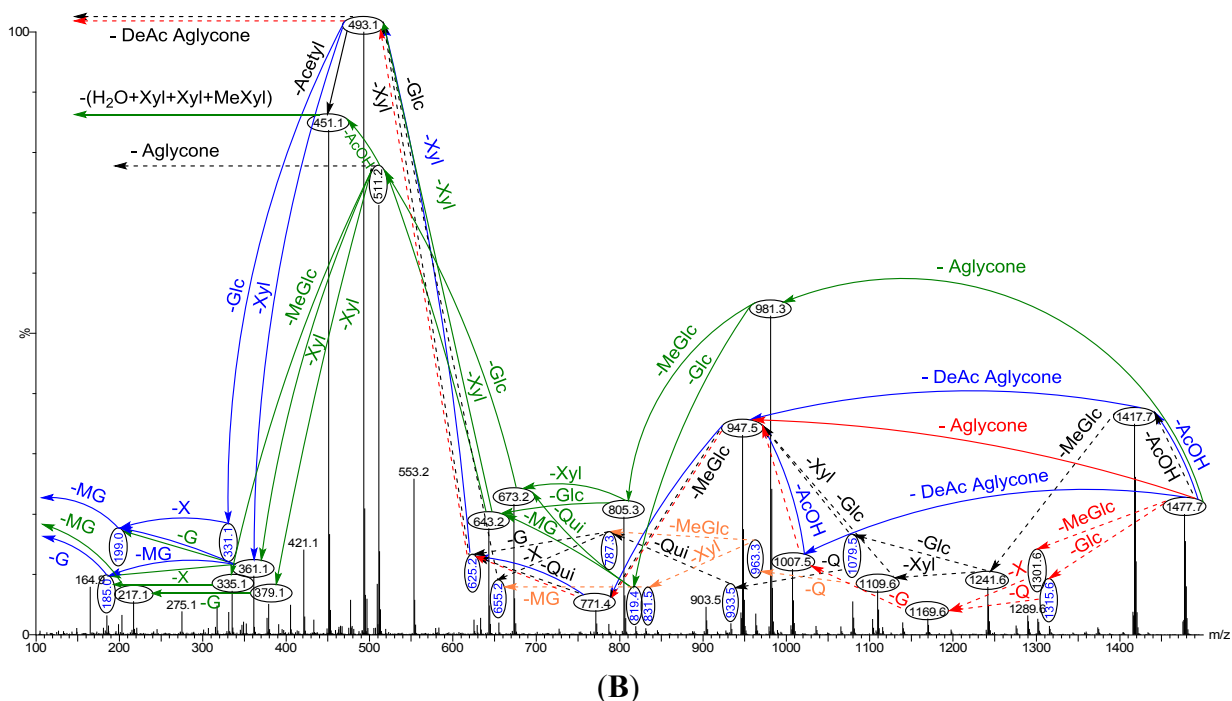 100
%
0
- DeAc Aglycone
493.1
-Acetyl
-(H₂O+Xyl+Xyl+MeXyl)
451.1
- Aglycone
-AcOH
511.2
-Glc
-Xyl
-Xyl
-Xyl
-Glc
-Xyl
-MeGlc
-Xyl
-Xyl
-Glc
-Xyl
- Aglycone
981.3
-MeGlc
-Glc
- DeAc Aglycone
947.5
- Aglycone
1417.7
-AcOH
-AcOH
-MeGlc
-MeGlc
-Xyl
-Glc
-AcOH
- DeAc Aglycone
1477.7
553.2
673.2
-Xyl
-Glc
-MG
-Qui
805.3
643.2
-MeGlc
-Xyl
787.3
-Qui
-G
-X
-Qui
-MG
625.2
655.2
771.4
819.4
831.5
903.5
933.5
963.3
-Q
1007.5
-Q
1079.5
-G
1109.6
-Glc
-Xyl
1241.6
1169.6
-MeGlc
-Glc
1301.6
-X
-Q
1289.6
1315.6
-MG
-X
331.1
-MG
199.0
-G
-MG
361.1
-G
421.1
164.9
185.0
-X
335.1
217.1
-G
379.1
275.1
100 200 300 400 500 600 700 800 900 1000 1100 1200 1300 1400 m/z
(B)